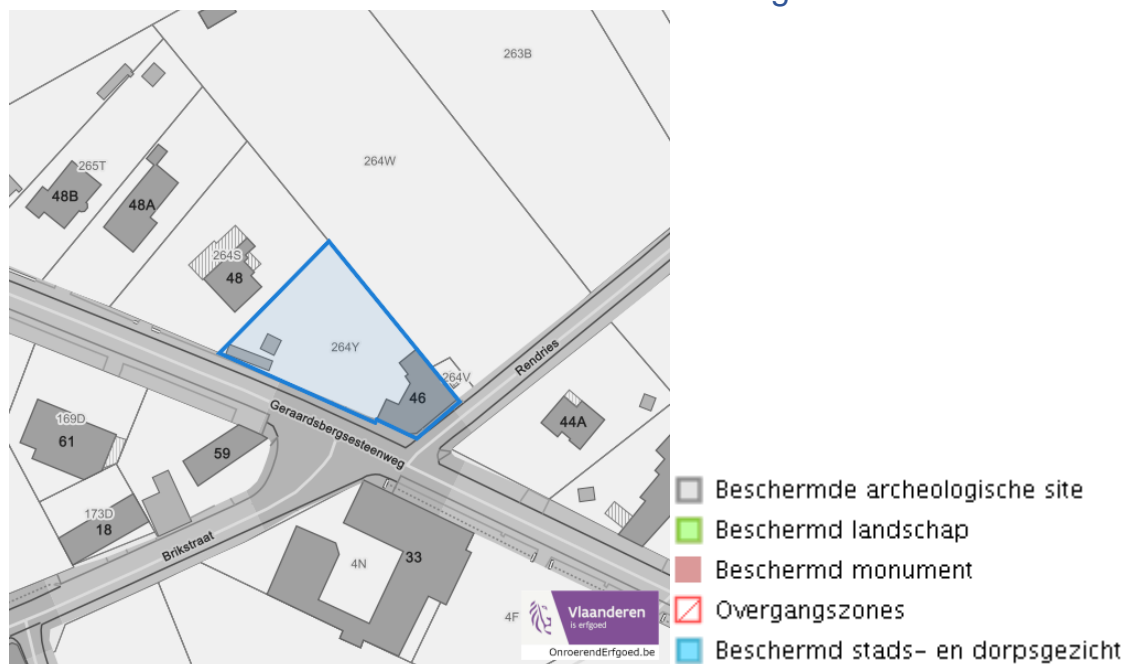 263B
264W
265T
48B
48A
264S
48
264Y
Rendries
264V
46
44A
Geraardsbergsesteenweg
169D
61
59
173D
18
Brikstraat
33
4N
4F
Vlaanderen
is erfgoed
OnroerendErfgoed.be
Beschermde archeologische site
Beschermd landschap
Beschermd monument
Overgangszones
Beschermd stads- en dorpsgezicht